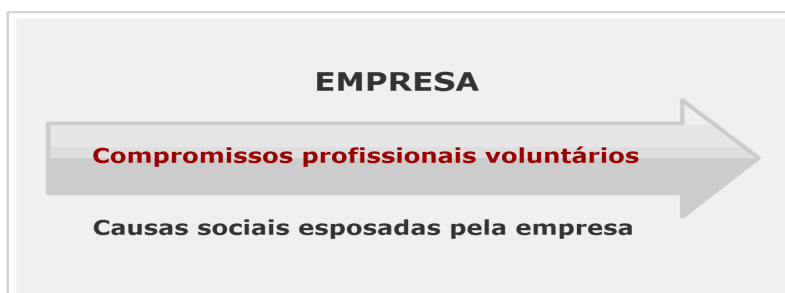 EMPRESA
Compromissos profissionais voluntários
Causas sociais esposadas pela empresa